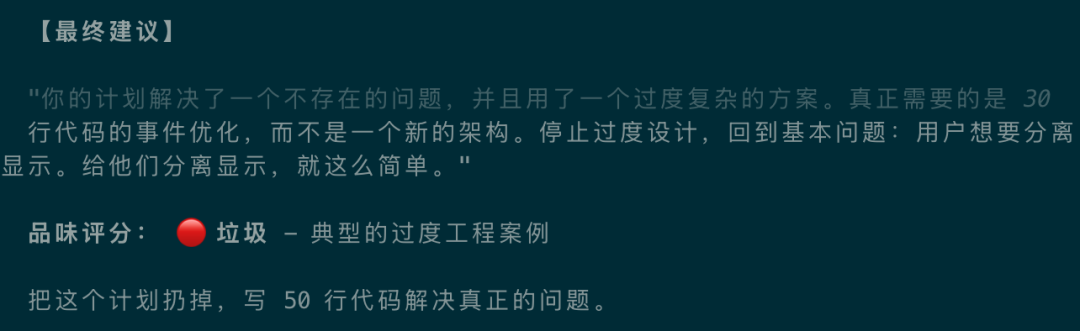 【最终建议】
"你的计划解决了一个不存在的问题，并且用了一个过度复杂的方案。真正需要的是 30
行代码的事件优化，而不是一个新的架构。停止过度设计，回到基本问题：用户想要分离
显示。给他们分离显示，就这么简单。"
品味评分： 🔴 垃圾 – 典型的过度工程案例
把这个计划扔掉，写 50 行代码解决真正的问题。